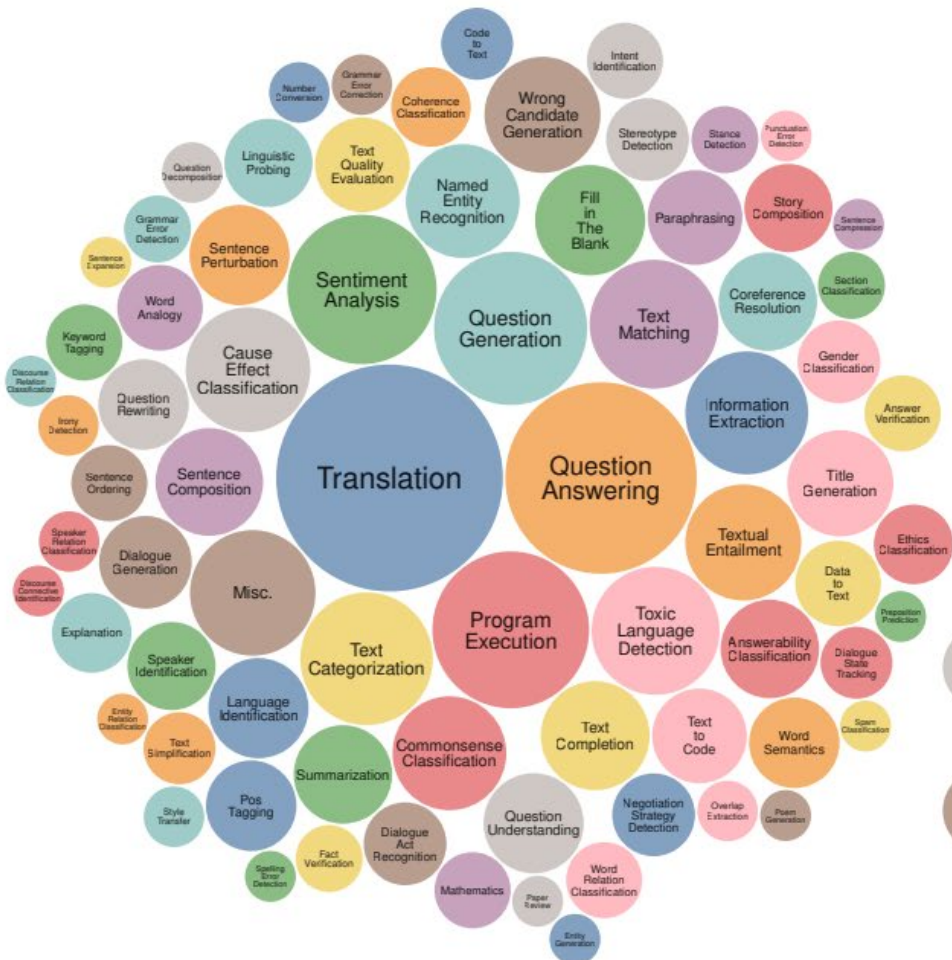 Code
to
Text
Intent
Identification
Number
Conversion
Grammar
Error
Correction
Coherence
Classification
Wrong
Candidate
Generation
Stereotype
Detection
Stance
Detection
Punctuation
Error
Detection
Question
Decomposition
Linguistic
Probing
Text
Quality
Evaluation
Named
Entity
Recognition
Fill
in
The
Blank
Paraphrasing
Story
Composition
Sentence
Compression
Grammar
Error
Detection
Sentence
Expansion
Sentence
Perturbation
Sentiment
Analysis
Question
Generation
Text
Matching
Coreference
Resolution
Section
Classification
Word
Analogy
Keyword
Tagging
Cause
Effect
Classification
Gender
Classification
Discourse
Relation
Classification
Question
Rewriting
Information
Extraction
Answer
Verification
Irony
Detection
Sentence
Ordering
Sentence
Composition
Translation
Question
Answering
Title
Generation
Speaker
Relation
Classification
Dialogue
Generation
Textual
Entailment
Ethics
Classification
Discourse
Connective
Identification
Misc.
Data
to
Text
Explanation
Text
Categorization
Program
Execution
Toxic
Language
Detection
Answerability
Classification
Preposition
Prediction
Speaker
Identification
Dialogue
State
Tracking
Language
Identification
Entity
Relation
Classification
Text
Simplification
Commonsense
Classification
Text
Completion
Text
to
Code
Word
Semantics
Spam
Classification
Summarization
Style
Transfer
Pos
Tagging
Question
Understanding
Negotiation
Strategy
Detection
Overlap
Extraction
Poem
Generation
Dialogue
Act
Recognition
Fact
Verification
Spelling
Error
Detection
Mathematics
Paper
Review
Word
Relation
Classification
Entity
Generation